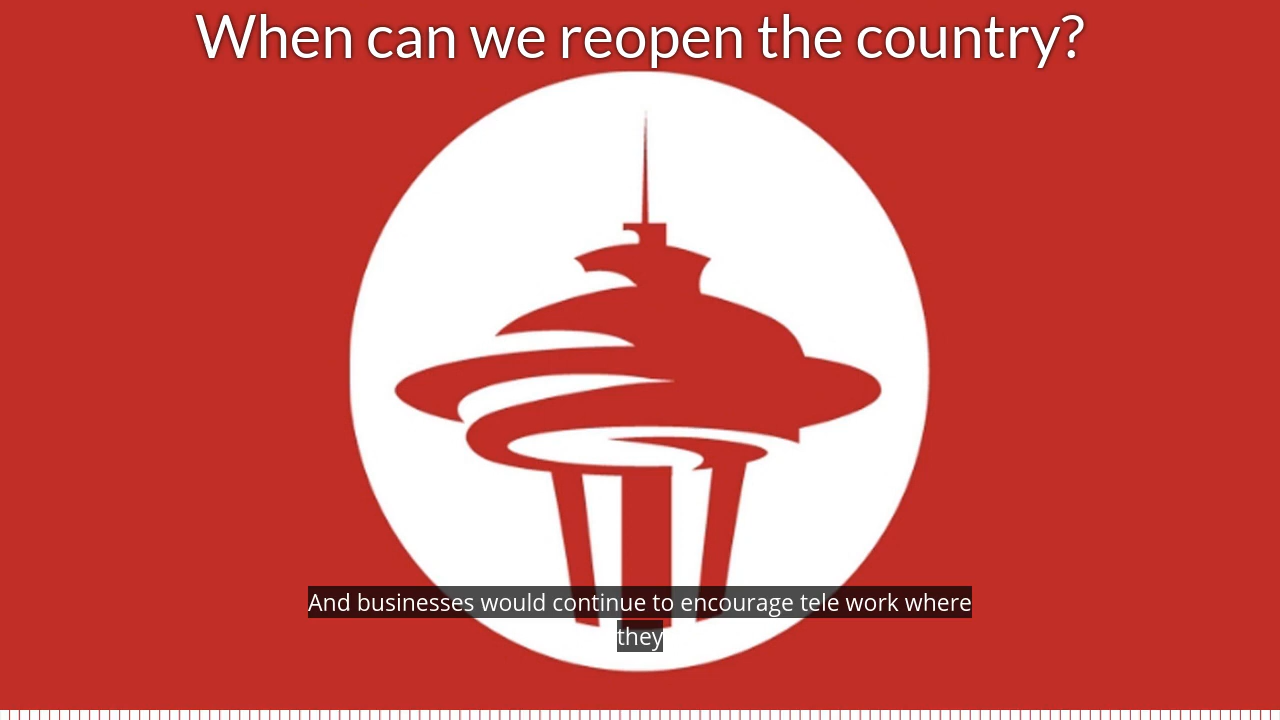 When can we reopen the country?
And businesses would continue to encourage tele work where
they